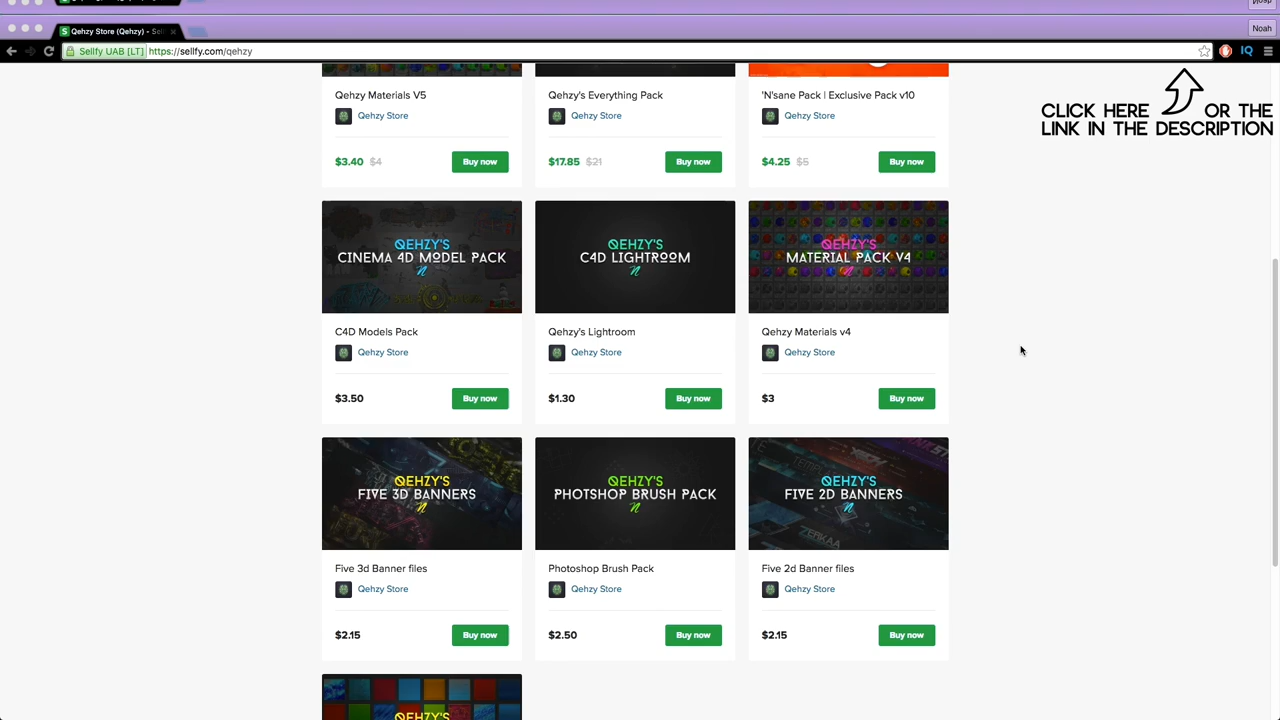 Qehzy Store (Qehzy) – Sel
Noah
Sellfy UAB [LT] https://sellfy.com/qehzy
IQ
CLICK HERE OR THE
LINK IN THE DESCRIPTION
Qehzy Materials V5
Qehzy Store
$3.40 $4
Buy now
Qehzy's Everything Pack
Qehzy Store
$17.85 $21
Buy now
'N'sane Pack | Exclusive Pack v10
Qehzy Store
$4.25 $5
Buy now
QEHZY'S
CINEMA 4D MODEL PACK
N
C4D Models Pack
Qehzy Store
$3.50
Buy now
QEHZY'S
C4D LIGHTROOM
N
Qehzy's Lightroom
Qehzy Store
$1.30
Buy now
QEHZY'S
MATERIAL PACK V4
N
Qehzy Materials v4
Qehzy Store
$3
Buy now
QEHZY'S
FIVE 3D BANNERS
N
Five 3d Banner files
Qehzy Store
$2.15
Buy now
QEHZY'S
PHOTSHOP BRUSH PACK
N
Photoshop Brush Pack
Qehzy Store
$2.50
Buy now
QEHZY'S
FIVE 2D BANNERS
N
ZERKAA
Five 2d Banner files
Qehzy Store
$2.15
Buy now
QEHZY'S